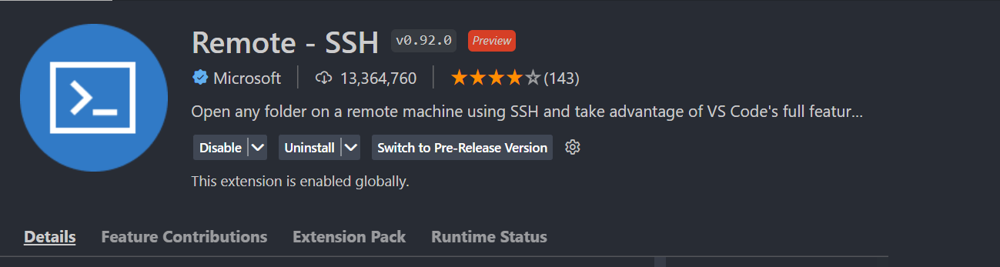 Remote - SSH v0.92.0 Preview
Microsoft 13,364,760 (143)
Open any folder on a remote machine using SSH and take advantage of VS Code's full featur...
Disable Uninstall Switch to Pre-Release Version
This extension is enabled globally.
Details Feature Contributions Extension Pack Runtime Status